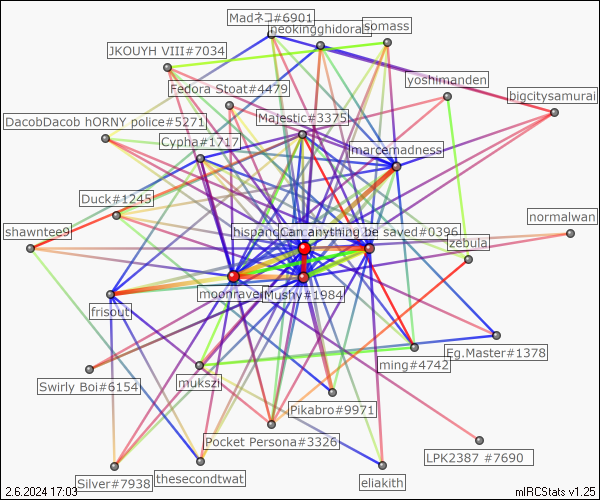 Madネコ#6901
neokingghidorah
somass
JKOUYH VIII#7034
yoshimanden
Fedora Stoat#4479
bigcitysamurai
DacobDacob hORNY police#5271
Majestic#3375
Cypha#1717
marcemadness
Duck#1245
normalwan
shawntee9
hispang
Can anything be saved#0396
zebula
moonrave
Mushy#1984
frisout
Eg.Master#1378
ming#4742
Swirly Boi#6154
mukszi
Pikabro#9971
Pocket Persona#3326
LPK2387 #7690
Silver#7938
thesecondtwat
eliakith
2.6.2024 17:03
mIRCStats v1.25